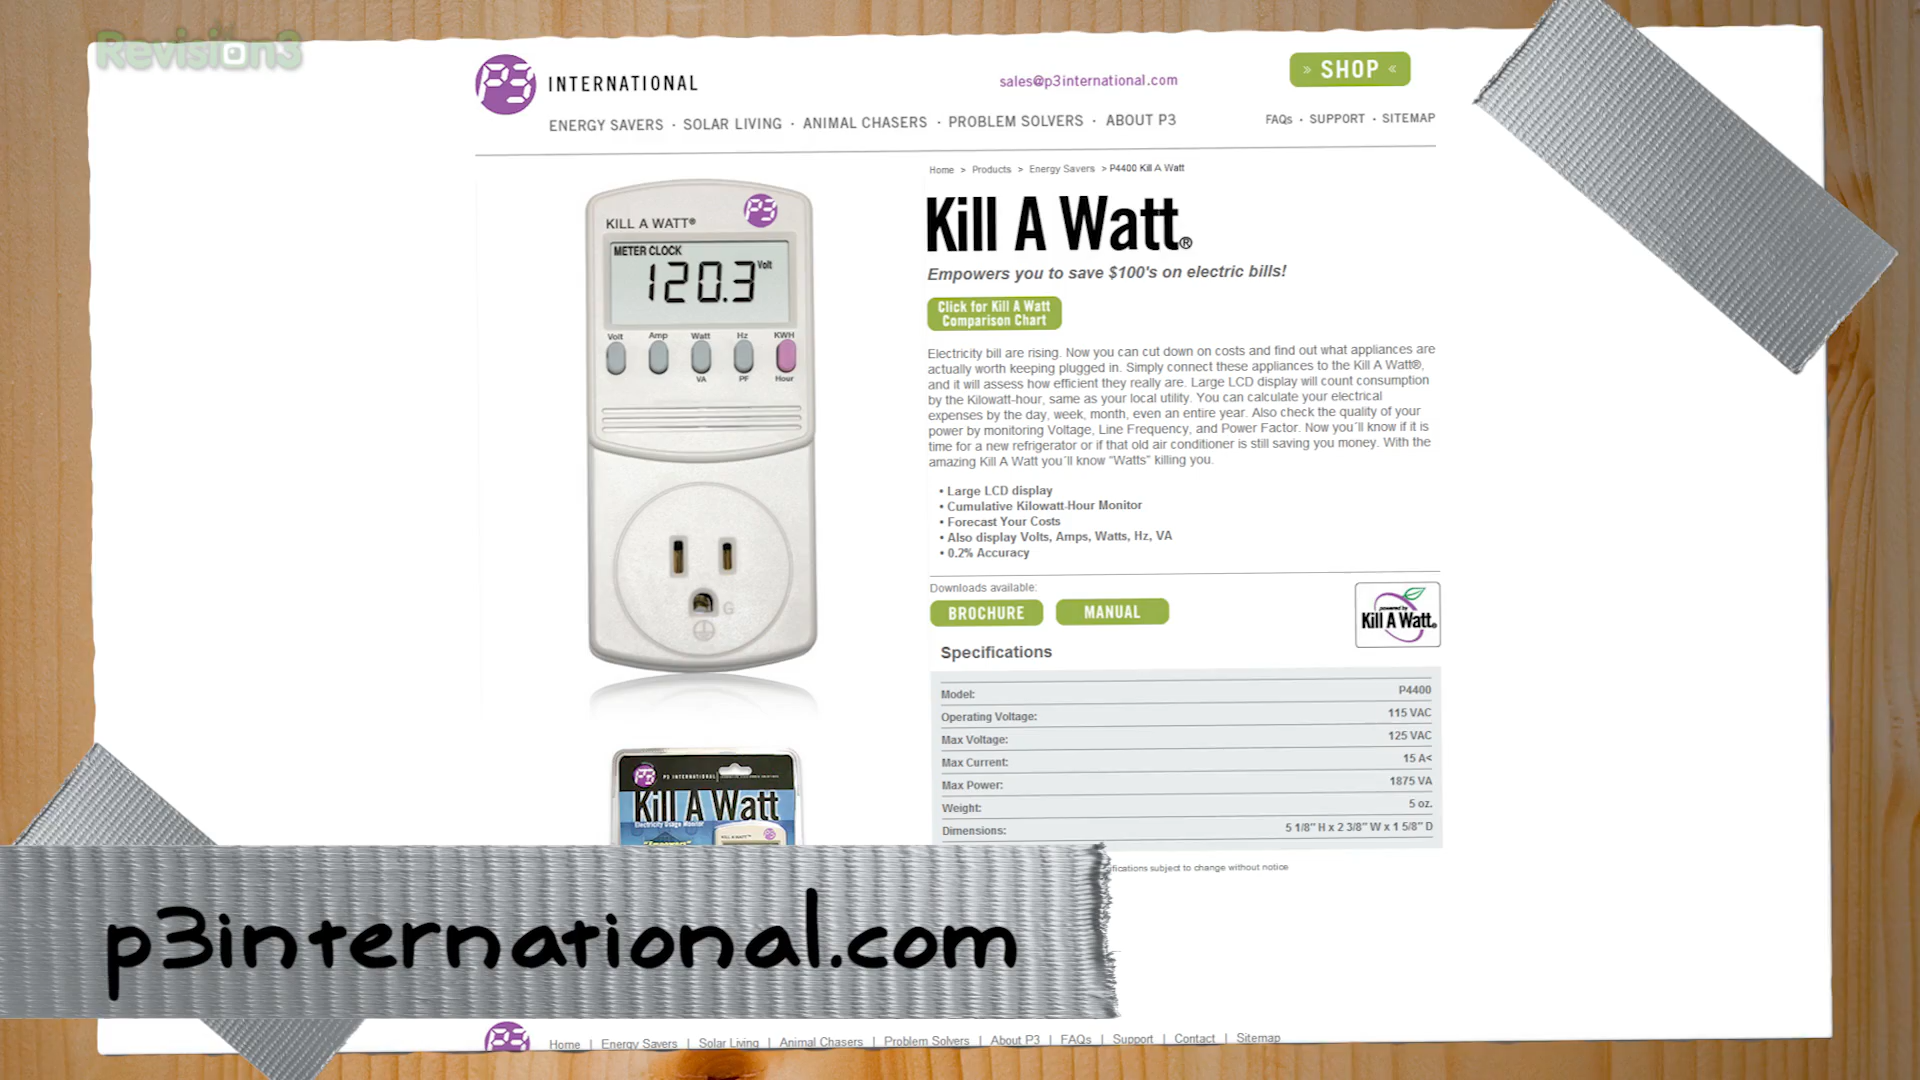 Revision3
P3 INTERNATIONAL
sales@p3international.com
» SHOP «
ENERGY SAVERS · SOLAR LIVING · ANIMAL CHASERS · PROBLEM SOLVERS · ABOUT P3
FAQs · SUPPORT · SITEMAP
Home > Products > Energy Savers > P4400 Kill A Watt
KILL A WATT®
P3
METER CLOCK
120.3 Volt
Volt Amp Watt Hz KWH
VA PF Hour
G
Kill A Watt®
Empowers you to save $100's on electric bills!
Click for Kill A Watt
Comparison Chart
Electricity bill are rising. Now you can cut down on costs and find out what appliances are
actually worth keeping plugged in. Simply connect these appliances to the Kill A Watt®,
and it will assess how efficient they really are. Large LCD display will count consumption
by the Kilowatt-hour, same as your local utility. You can calculate your electrical
expenses by the day, week, month, even an entire year. Also check the quality of your
power by monitoring Voltage, Line Frequency, and Power Factor. Now you´ll know if it is
time for a new refrigerator or if that old air conditioner is still saving you money. With the
amazing Kill A Watt you´ll know “Watts” killing you.
• Large LCD display
• Cumulative Kilowatt-Hour Monitor
• Forecast Your Costs
• Also display Volts, Amps, Watts, Hz, VA
• 0.2% Accuracy
Downloads available:
BROCHURE MANUAL
powered by
Kill A Watt®
Specifications
Model: P4400
Operating Voltage: 115 VAC
Max Voltage: 125 VAC
Max Current: 15 A<
Max Power: 1875 VA
Weight: 5 oz.
Dimensions: 5 1/8" H x 2 3/8" W x 1 5/8" D
subject to change without notice
P3 P3 INTERNATIONAL
Kill A Watt
Electricity Usage Monitor
KILL A WATT
p3international.com
P3
Home | Energy Savers | Solar Living | Animal Chasers | Problem Solvers | About P3 | FAQs | Support | Contact | Sitemap